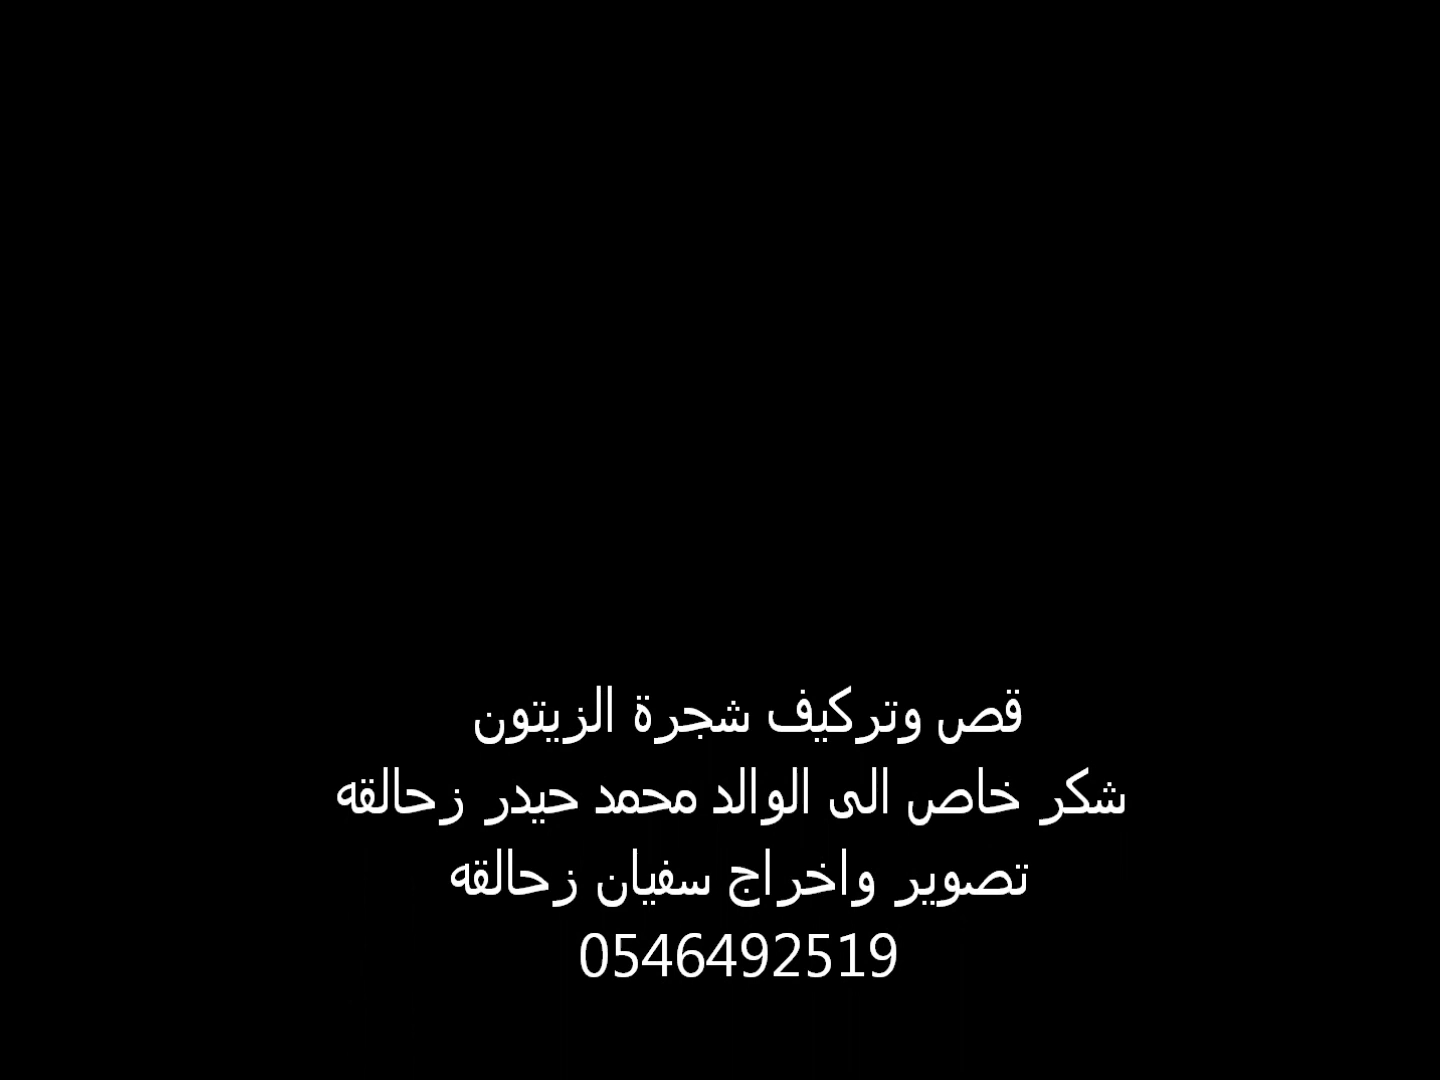 قص وتركيف شجرة الزيتون
شكر خاص الى الوالد محمد حيدر زحالقه
تصوير واخراج سفيان زحالقه
0546492519